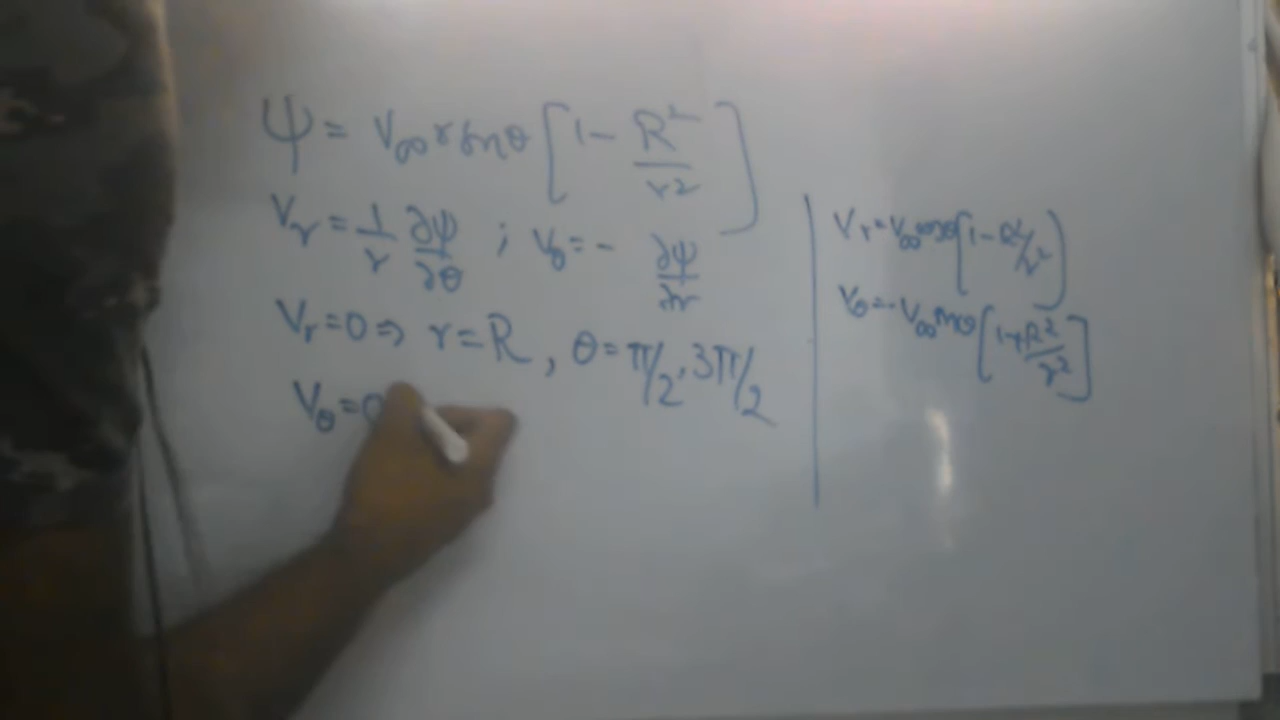 ψ = V∞ r sinθ [1 - R²/r²]
Vr = 1/r ∂ψ/∂θ ; Vθ = - ∂ψ/∂r
Vr = 0 ⇒ r = R, θ = π/2, 3π/2
Vθ = 0
Vr = V∞ cosθ [1 - R²/r²]
Vθ = - V∞ sinθ [1 + R²/r²]